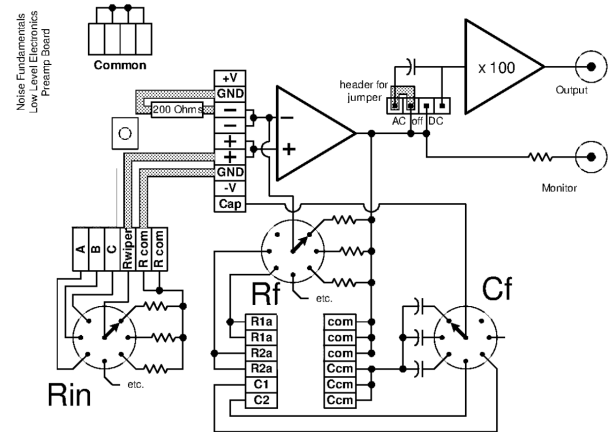 Noise Fundamentals
Low Level Electronics
Preamp Board
Common
+V
GND
−
−
+
+
GND
-V
Cap
200 Ohms
−
+
header for
jumper
AC off DC
x 100
Output
Monitor
A
B
C
Rwiper
R com
R com
Rin
etc.
Rf
etc.
R1a
R1a
R2a
R2a
C1
C2
com
com
com
Ccm
Ccm
Ccm
Cf